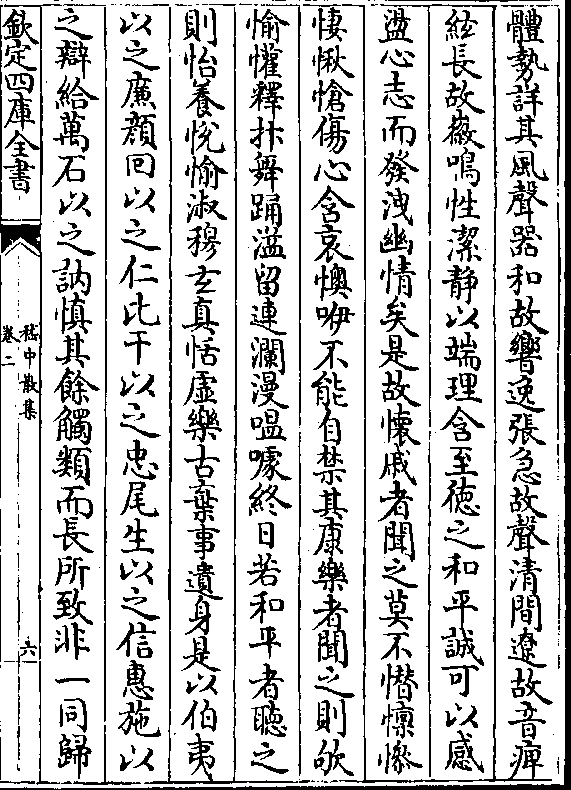 體勢詳其風聲器和故響逸張急故聲清間遼故音痺
絃長故徽鳴性潔靜以端理含至徳之和平誠可以感
盪心志而發洩幽情矣是故懷戚者聞之莫不憯懍慘
悽愀愴傷心含哀懊咿不能自禁其康樂者聞之則欨
愉懽釋抃舞踊溢留連瀾漫嗢噱終日若和平者聽之
則怡養悅愉淑穆玄真恬虛樂古棄事遺身是以伯夷
以之廉顔回以之仁比干以之忠尾生以之信惠施以
之辯給萬石以之訥慎其餘觸類而長所致非一同歸
欽定四庫全書
嵇中散集
卷二
六